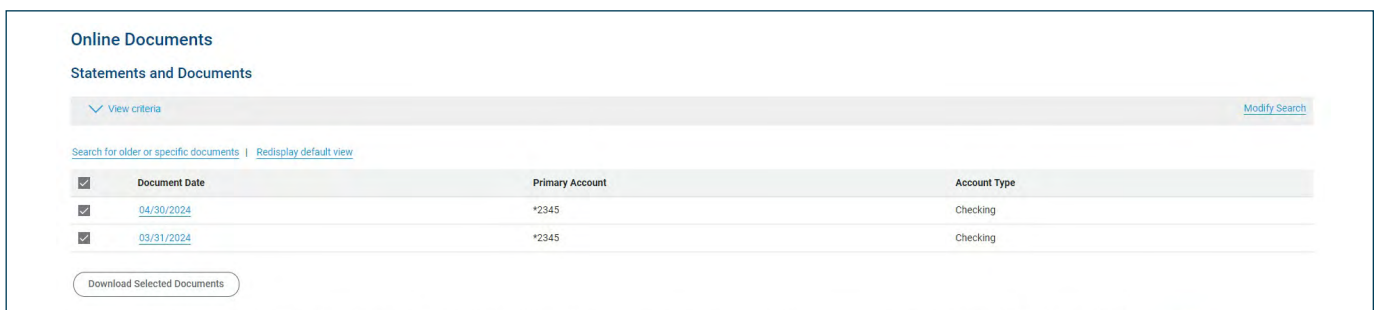 Online Documents
Statements and Documents
View criteria Modify Search
Search for older or specific documents | Redisplay default view
Document Date Primary Account Account Type
04/30/2024 *2345 Checking
03/31/2024 *2345 Checking
Download Selected Documents